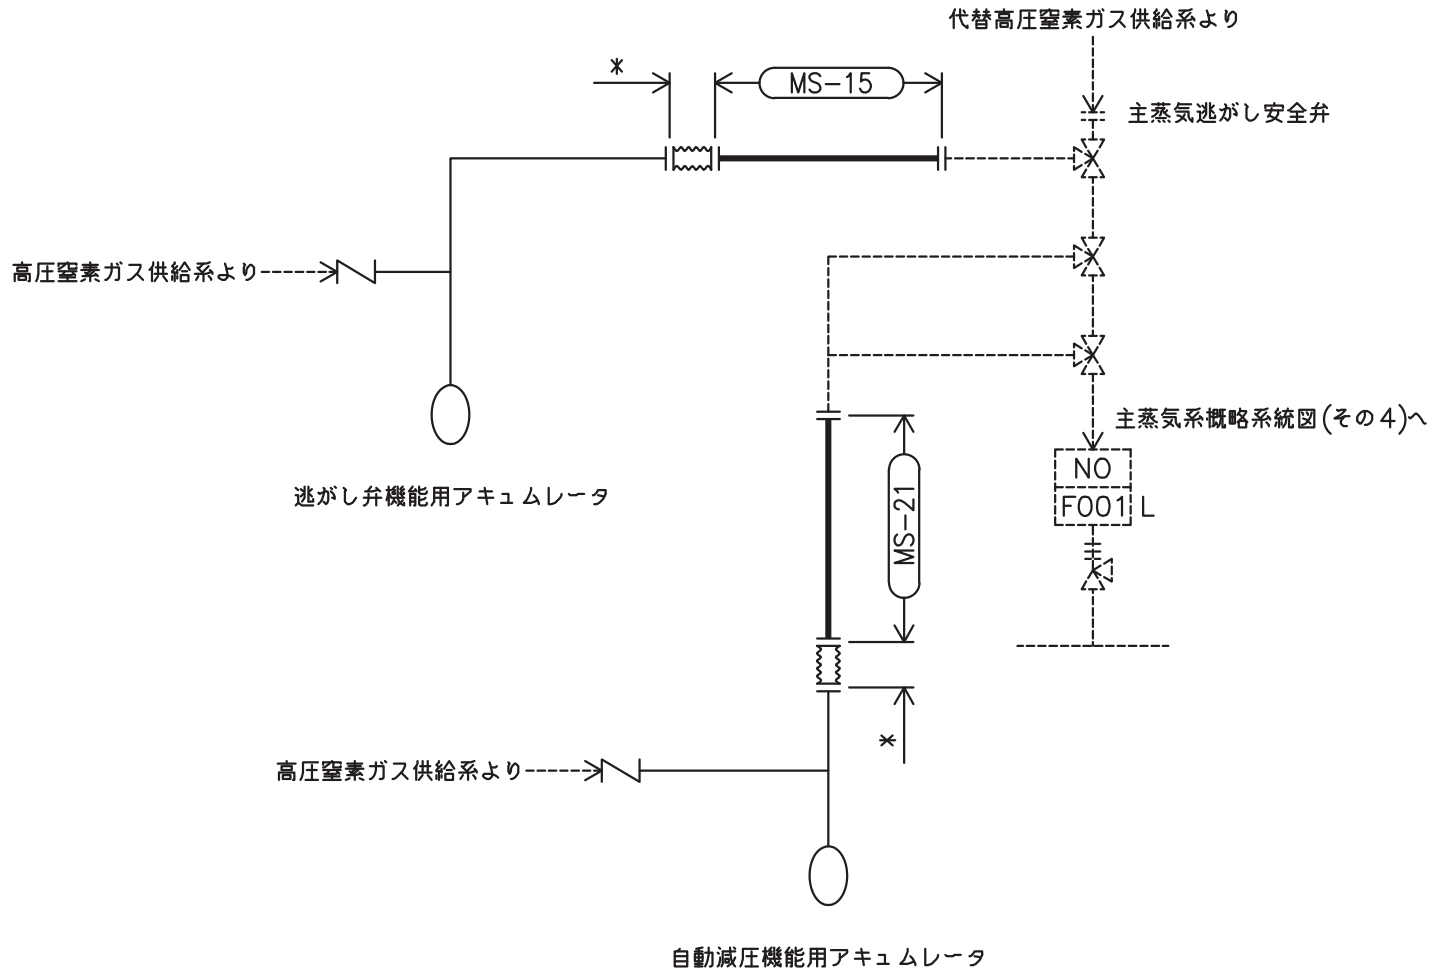 代替高圧窒素ガス供給系より
*
MS-15
主蒸気逃がし安全弁
高圧窒素ガス供給系より
主蒸気系概略系統図(その4)へ
NO
F001 L
逃がし弁機能用アキュムレータ
MS-21
*
高圧窒素ガス供給系より
自動減圧機能用アキュムレータ